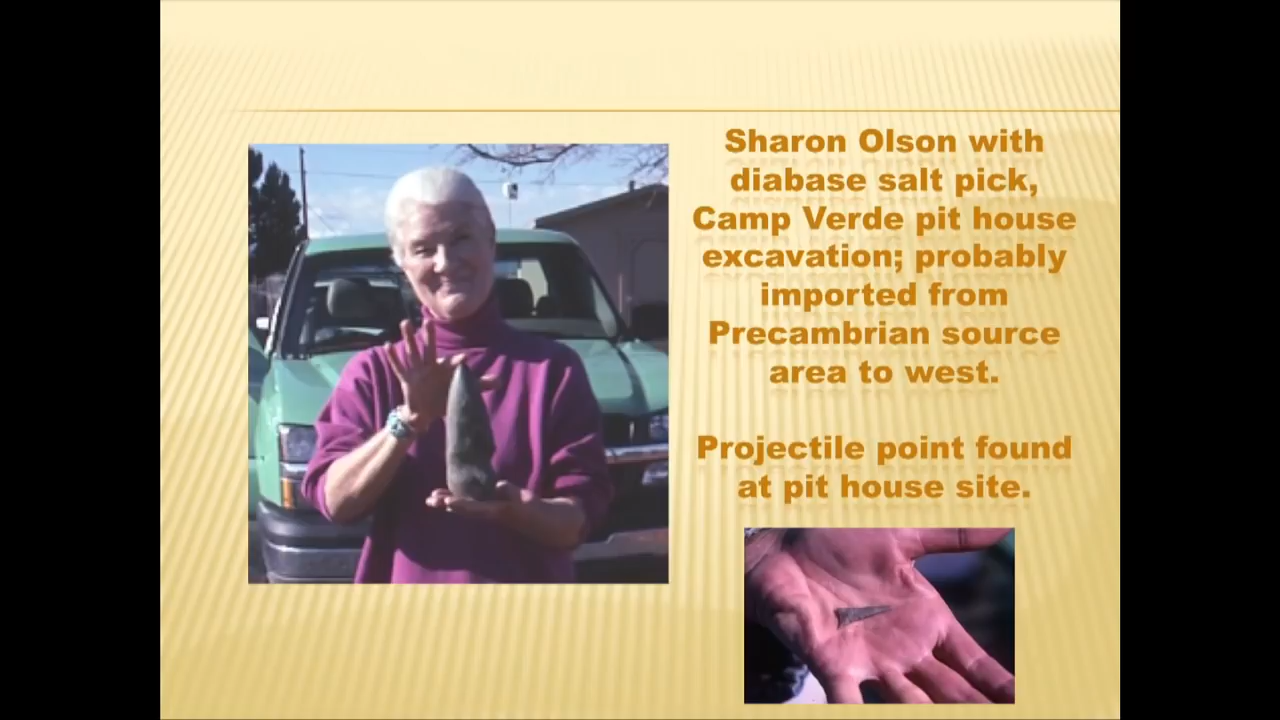 Sharon Olson with
diabase salt pick,
Camp Verde pit house
excavation; probably
imported from
Precambrian source
area to west.
Projectile point found
at pit house site.